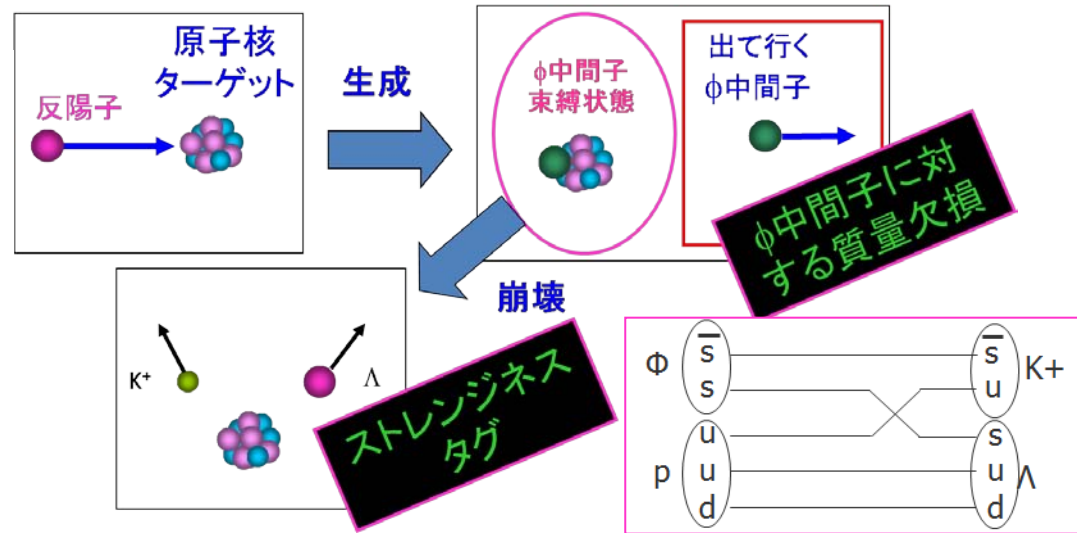 原子核
ターゲット
反陽子
生成
φ中間子
束縛状態
出て行く
φ中間子
φ中間子に対
する質量欠損
崩壊
K+
Λ
ストレンジネス
タグ
Φ
s̅
s
u
p
u
d
s̅
K+
u
s
u
Λ
d